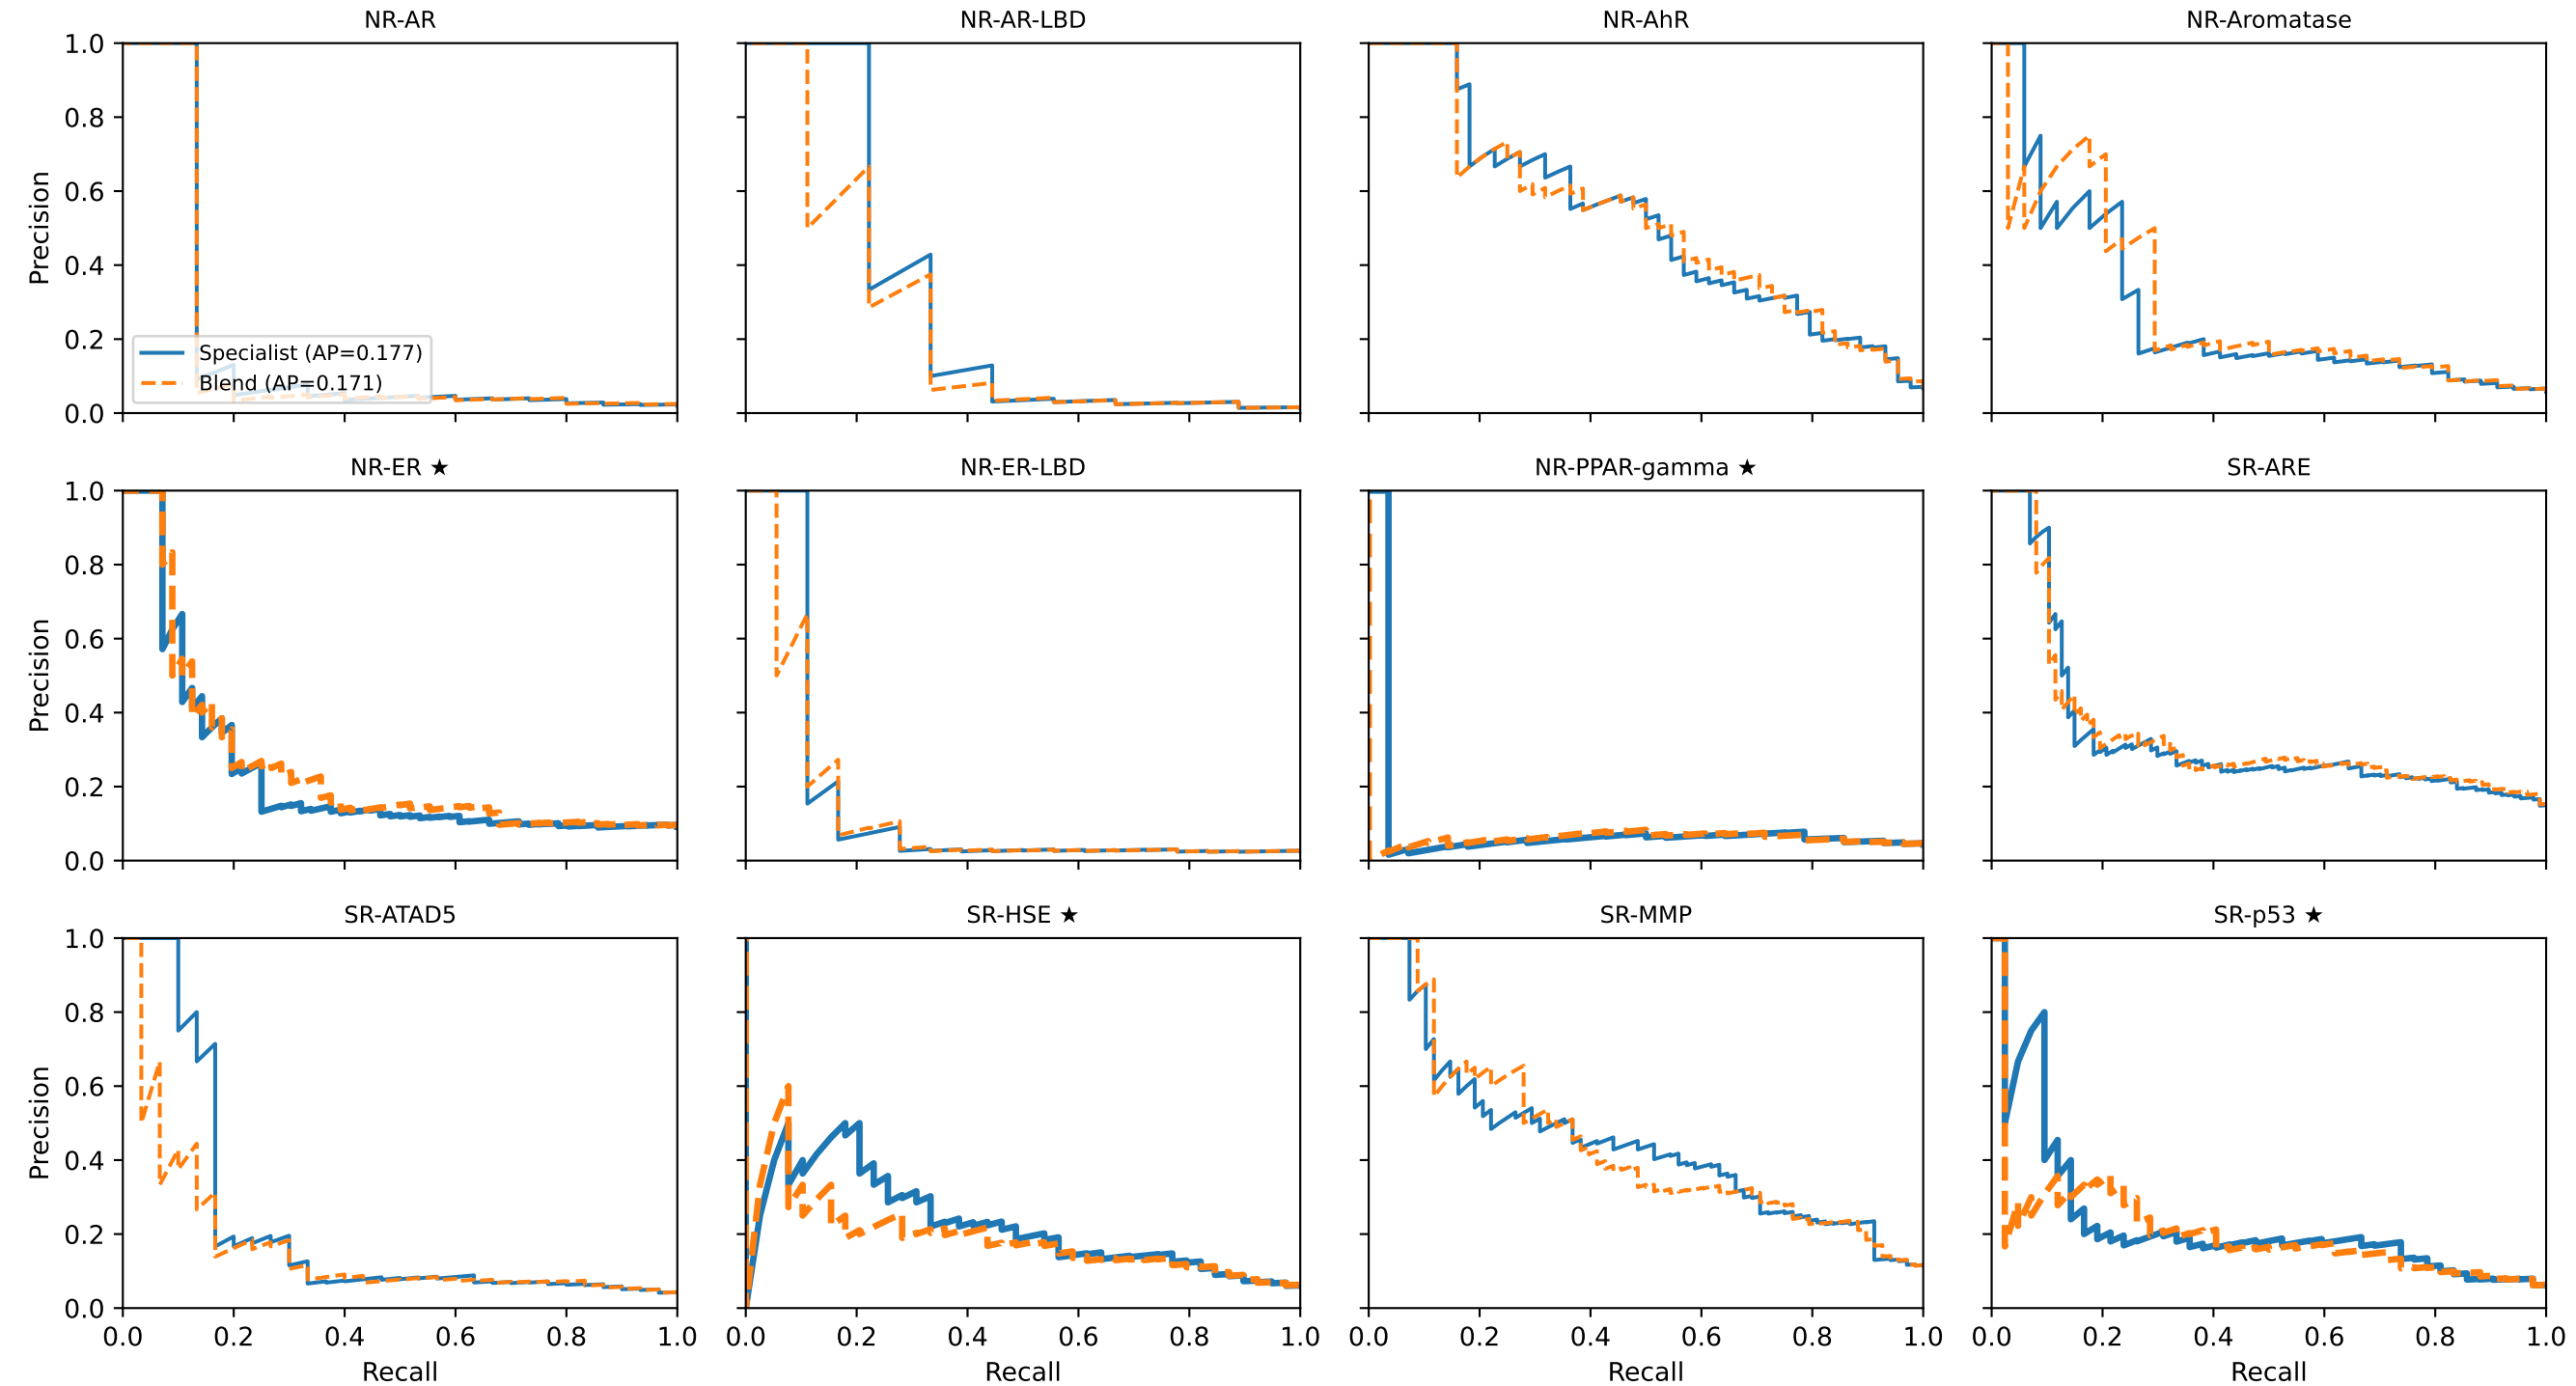 NR-AR
NR-AR-LBD
NR-AhR
NR-Aromatase
1.0
0.8
0.6
0.4
0.2
0.0
Precision
Specialist (AP=0.177)
Blend (AP=0.171)
NR-ER ★
NR-ER-LBD
NR-PPAR-gamma ★
SR-ARE
1.0
0.8
0.6
0.4
0.2
0.0
Precision
SR-ATAD5
SR-HSE ★
SR-MMP
SR-p53 ★
1.0
0.8
0.6
0.4
0.2
0.0
Precision
0.0 0.2 0.4 0.6 0.8 1.0
0.0 0.2 0.4 0.6 0.8 1.0
0.0 0.2 0.4 0.6 0.8 1.0
0.0 0.2 0.4 0.6 0.8 1.0
Recall
Recall
Recall
Recall